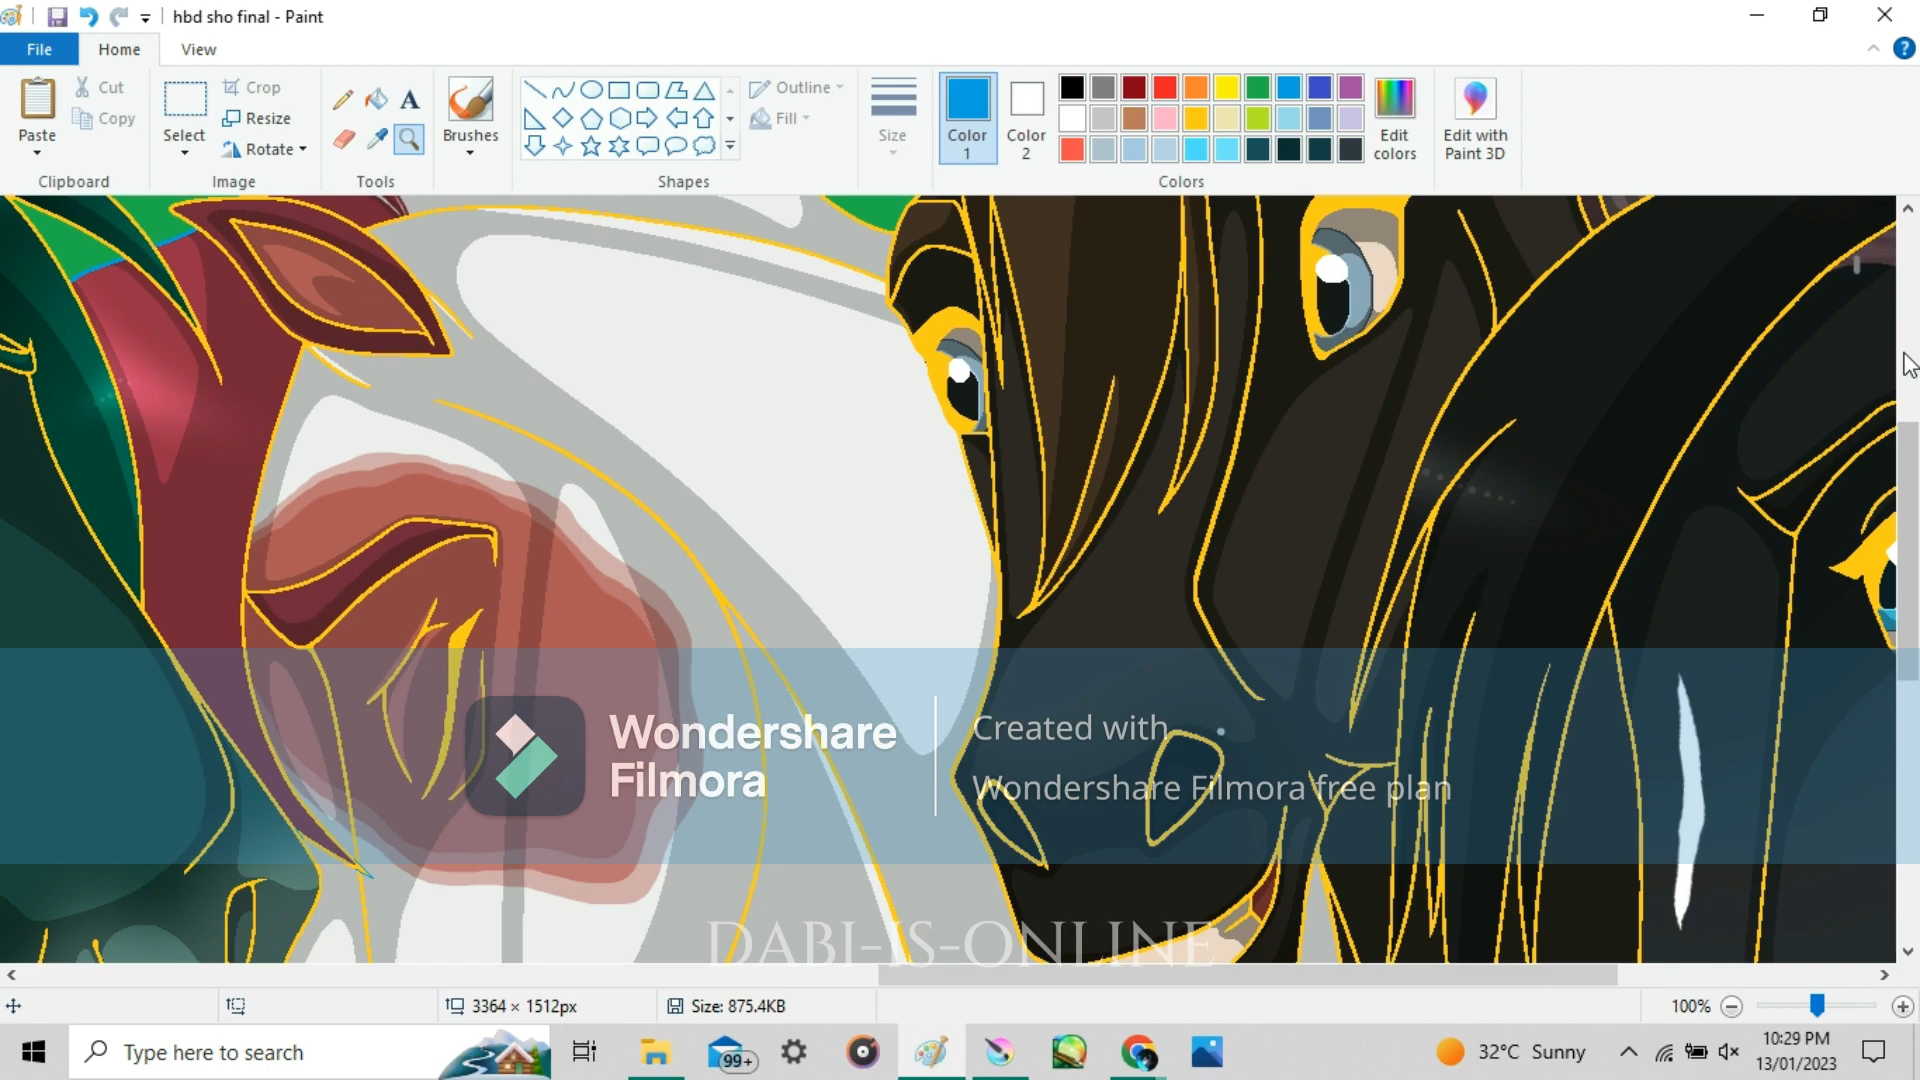 hbd sho final - Paint
File Home View
Paste
Cut
Copy
Clipboard
Select
Crop
Resize
Rotate
Image
A
Tools
Brushes
Shapes
Outline
Fill
Size
Color 1
Color 2
Edit colors
Colors
Edit with Paint 3D
?
Wondershare
Filmora
Created with
Wondershare Filmora free plan
DABI-IS-ONLINE
3364 × 1512px
Size: 875.4KB
100%
Type here to search
99+
32°C Sunny
10:29 PM
13/01/2023